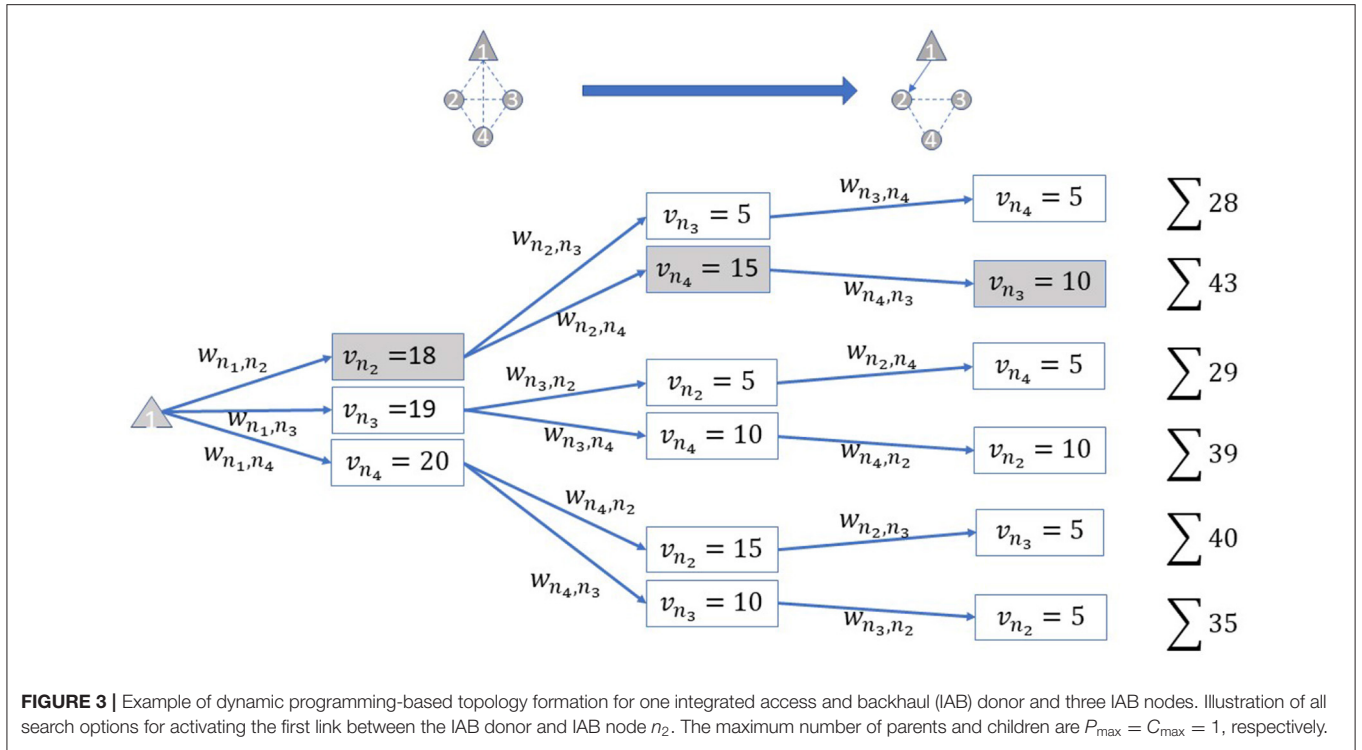 1
2 3
4
1
2 3
4
w_{n_3,n_4}
v_{n_3} = 5
v_{n_4} = 5
∑ 28
w_{n_2,n_3}
v_{n_4} = 15
w_{n_4,n_3}
v_{n_3} = 10
∑ 43
w_{n_2,n_4}
w_{n_1,n_2}
v_{n_2} =18
w_{n_3,n_2}
v_{n_2} = 5
w_{n_2,n_4}
v_{n_4} = 5
∑ 29
1
w_{n_1,n_3}
v_{n_3} =19
w_{n_3,n_4}
v_{n_4} = 10
w_{n_4,n_2}
v_{n_2} = 10
∑ 39
w_{n_1,n_4}
v_{n_4} = 20
w_{n_4,n_2}
v_{n_2} = 15
w_{n_2,n_3}
v_{n_3} = 5
∑ 40
w_{n_4,n_3}
v_{n_3} = 10
w_{n_3,n_2}
v_{n_2} = 5
∑ 35
FIGURE 3 | Example of dynamic programming-based topology formation for one integrated access and backhaul (IAB) donor and three IAB nodes. Illustration of all
search options for activating the first link between the IAB donor and IAB node n_2. The maximum number of parents and children are P_max = C_max = 1, respectively.